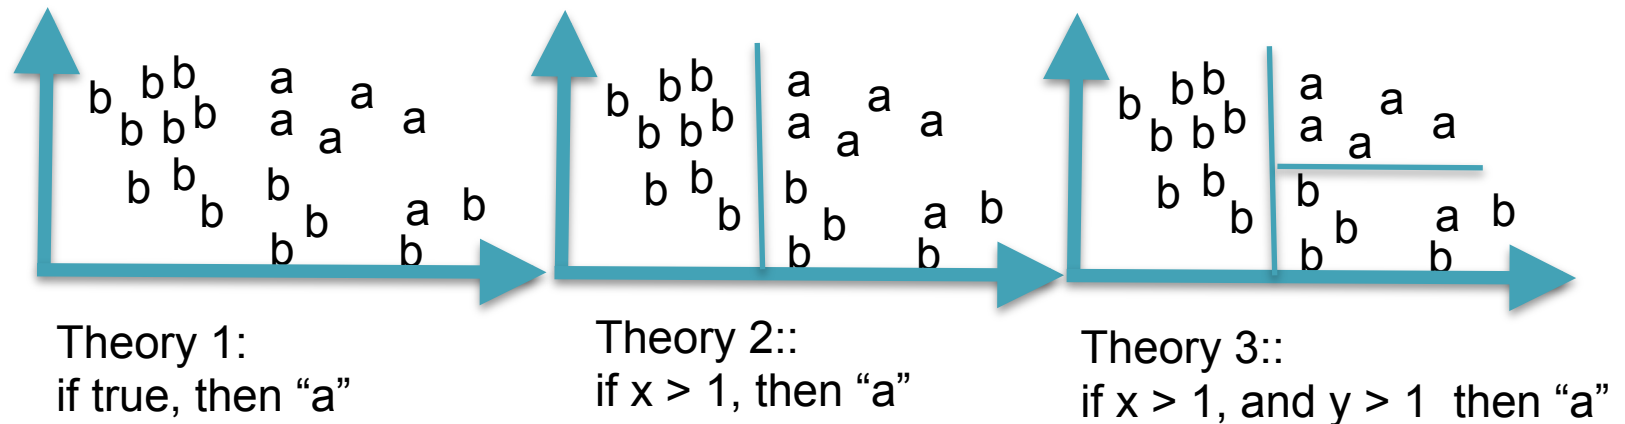 b b b a a
b b b a a a
b b b
b b a b
b b
Theory 1:
if true, then “a”
b b b a a
b b b a a a
b b b
b b a b
b b
Theory 2::
if x > 1, then “a”
b b b a a
b b b a a a
b b b
b b a b
b b
Theory 3::
if x > 1, and y > 1 then “a”